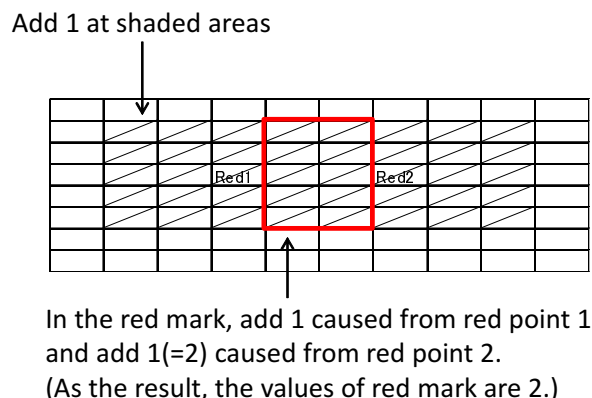 Add 1 at shaded areas
Red1 Red2
In the red mark, add 1 caused from red point 1
and add 1(=2) caused from red point 2.
(As the result, the values of red mark are 2.)